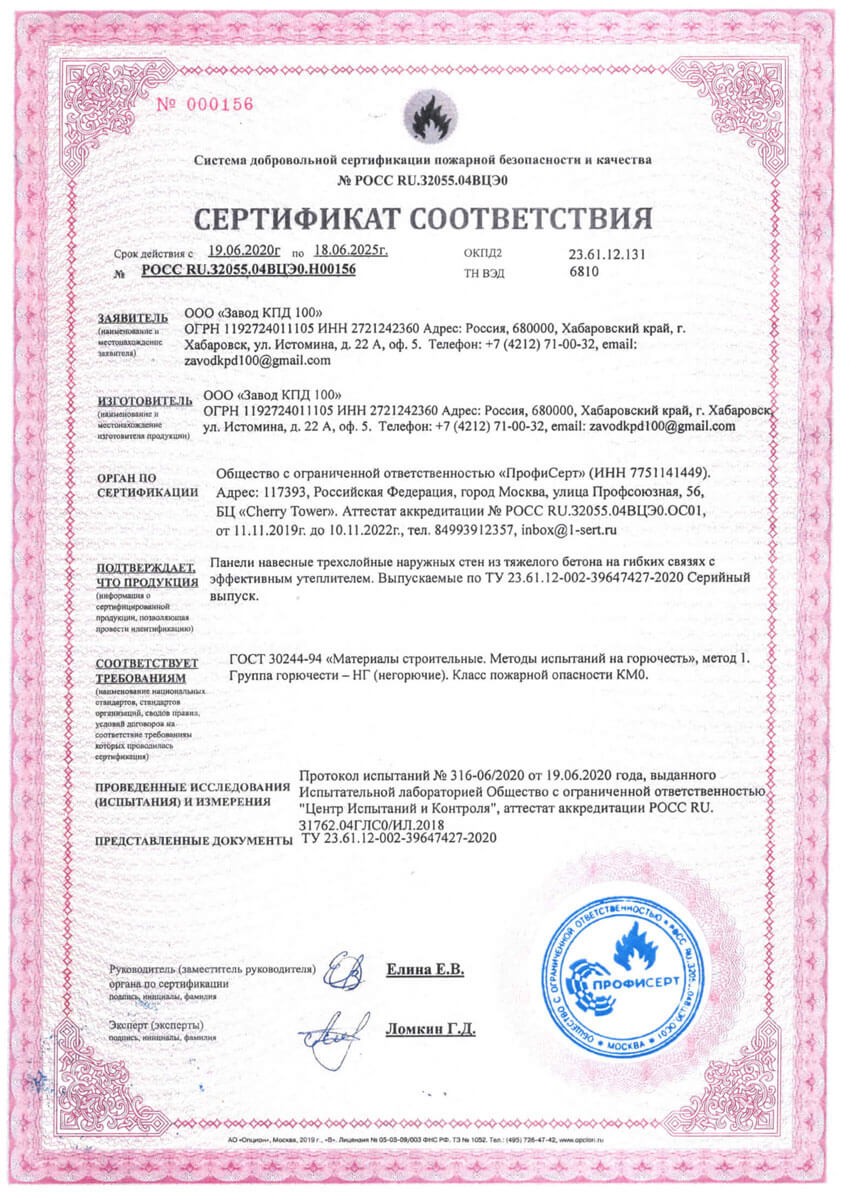 № 000156
Система добровольной сертификации пожарной безопасности и качества
№ РОСС RU.32055.04ВЦЭ0
СЕРТИФИКАТ СООТВЕТСТВИЯ
Срок действия с 19.06.2020г по 18.06.2025г.
ОКПД2 23.61.12.131
№ РОСС RU.32055.04ВЦЭ0.Н00156
ТН ВЭД 6810
ЗАЯВИТЕЛЬ
(наименование и
местонахождение
заявителя)
ООО «Завод КПД 100»
ОГРН 1192724011105 ИНН 2721242360 Адрес: Россия, 680000, Хабаровский край, г.
Хабаровск, ул. Истомина, д. 22 А, оф. 5. Телефон: +7 (4212) 71-00-32, email:
zavodkpd100@gmail.com
ИЗГОТОВИТЕЛЬ
(наименование и
местонахождение
изготовителя продукции)
ООО «Завод КПД 100»
ОГРН 1192724011105 ИНН 2721242360 Адрес: Россия, 680000, Хабаровский край, г. Хабаровск,
ул. Истомина, д. 22 А, оф. 5. Телефон: +7 (4212) 71-00-32, email: zavodkpd100@gmail.com
ОРГАН ПО
СЕРТИФИКАЦИИ
Общество с ограниченной ответственностью «ПрофиСерт» (ИНН 7751141449).
Адрес: 117393, Российская Федерация, город Москва, улица Профсоюзная, 56,
БЦ «Cherry Tower». Аттестат аккредитации № РОСС RU.32055.04ВЦЭ0.ОС01,
от 11.11.2019г. до 10.11.2022г., тел. 84993912357, inbox@1-sert.ru
ПОДТВЕРЖДАЕТ,
ЧТО ПРОДУКЦИЯ
(информация о
сертифицированной
продукции, позволяющая
провести идентификацию)
Панели навесные трехслойные наружных стен из тяжелого бетона на гибких связях с
эффективным утеплителем. Выпускаемые по ТУ 23.61.12-002-39647427-2020 Серийный
выпуск.
СООТВЕТСТВУЕТ
ТРЕБОВАНИЯМ
(наименование национальных
стандартов, стандартов
организаций, сводов правил,
условий договоров на
соответствие требованиям
которых проводилась
сертификация)
ГОСТ 30244-94 «Материалы строительные. Методы испытаний на горючесть», метод 1.
Группа горючести – НГ (негорючие). Класс пожарной опасности КМ0.
ПРОВЕДЕННЫЕ ИССЛЕДОВАНИЯ
(ИСПЫТАНИЯ) И ИЗМЕРЕНИЯ
Протокол испытаний № 316-06/2020 от 19.06.2020 года, выданного
Испытательной лабораторией Общество с ограниченной ответственностью
"Центр Испытаний и Контроля", аттестат аккредитации РОСС RU.
31762.04ГЛС0/ИЛ.2018
ПРЕДСТАВЛЕННЫЕ ДОКУМЕНТЫ ТУ 23.61.12-002-39647427-2020
Руководитель (заместитель руководителя)
органа по сертификации
подпись, инициалы, фамилия
Елина Е.В.
Эксперт (эксперты)
подпись, инициалы, фамилия
Ломкин Г.Д.
ОБЩЕСТВО С ОГРАНИЧЕННОЙ ОТВЕТСТВЕННОСТЬЮ
ПРОФИСЕРТ
МОСКВА
АО «Опцион», Москва, 2019 г., «В». Лицензия № 05-05-09/003 ФНС РФ. ТЗ № 1052. Тел.: (495) 726-47-42, www.opcion.ru